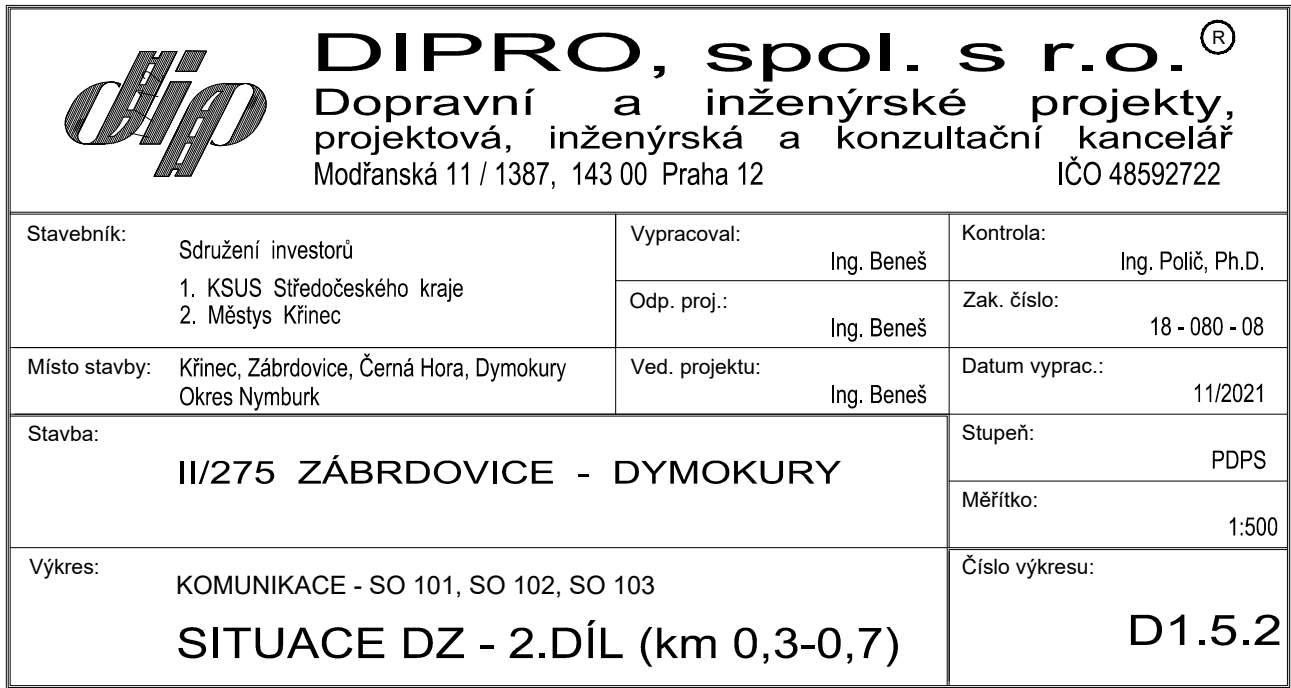 dip
DIPRO, spol. s r.o. ®
Dopravní a inženýrské projekty,
projektová, inženýrská a konzultační kancelář
Modřanská 11 / 1387, 143 00 Praha 12 IČO 48592722
Stavebník:
Sdružení investorů
1. KSUS Středočeského kraje
2. Městys Křinec
Vypracoval:
Ing. Beneš
Kontrola:
Ing. Polič, Ph.D.
Odp. proj.:
Ing. Beneš
Zak. číslo:
18 - 080 - 08
Místo stavby:
Křinec, Zábrdovice, Černá Hora, Dymokury
Okres Nymburk
Ved. projektu:
Ing. Beneš
Datum vyprac.:
11/2021
Stavba:
II/275 ZÁBRDOVICE - DYMOKURY
Stupeň:
PDPS
Měřítko:
1:500
Výkres:
KOMUNIKACE - SO 101, SO 102, SO 103
SITUACE DZ - 2.DÍL (km 0,3-0,7)
Číslo výkresu:
D1.5.2